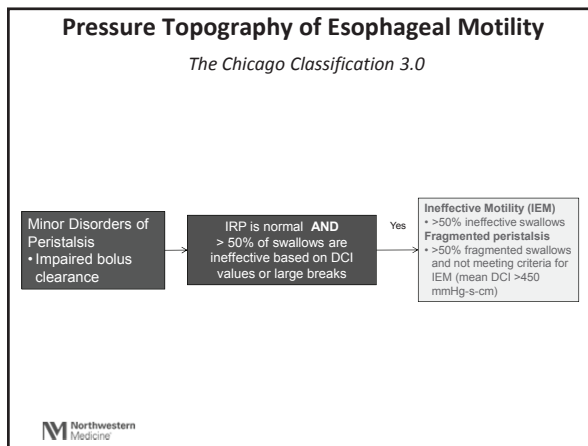 Pressure Topography of Esophageal Motility
The Chicago Classification 3.0
Minor Disorders of
Peristalsis
• Impaired bolus
clearance
IRP is normal AND
> 50% of swallows are
ineffective based on DCI
values or large breaks
Yes
Ineffective Motility (IEM)
• >50% ineffective swallows
Fragmented peristalsis
• >50% fragmented swallows
and not meeting criteria for
IEM (mean DCI >450
mmHg-s-cm)
Northwestern
Medicine